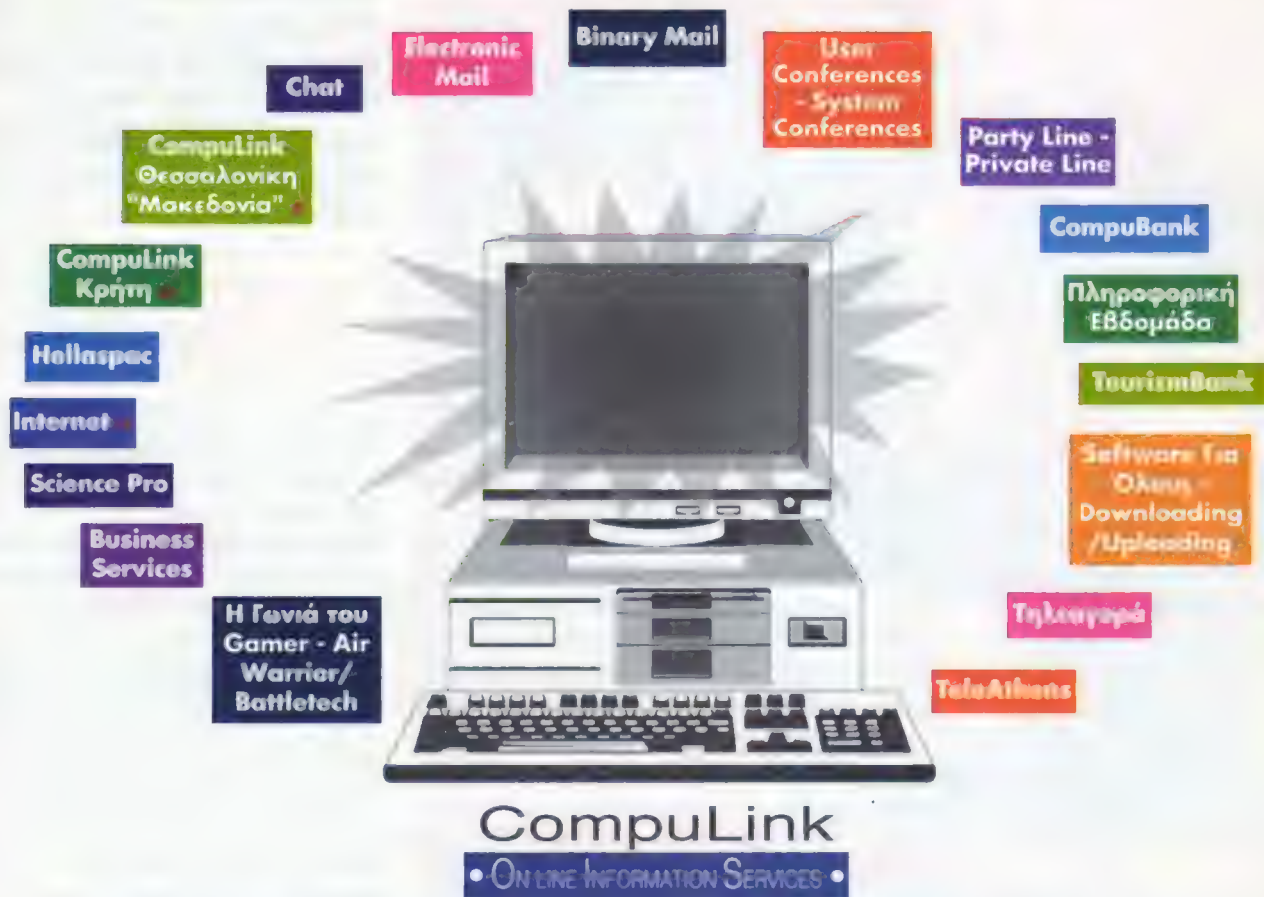 Binary Mail
Electronic
Mail
User
Conferences
- System
Conferences
Chat
Party Line -
Private Line
CompuLink
Θεσσαλονίκη
"Μακεδονία"
CompuBank
CompuLink
Κρήτη
Πληροφορική
Εβδομάδα
Hellaspac
TourismBank
Internet
Software Για
Ολους -
Downloading
/Uploading
Science Pro
Business
Services
Η Γωνιά του
Gamer - Air
Warrior/
Battletech
Τηλεαγορά
TeleAthens
CompuLink
• ON LINE INFORMATION SERVICES •